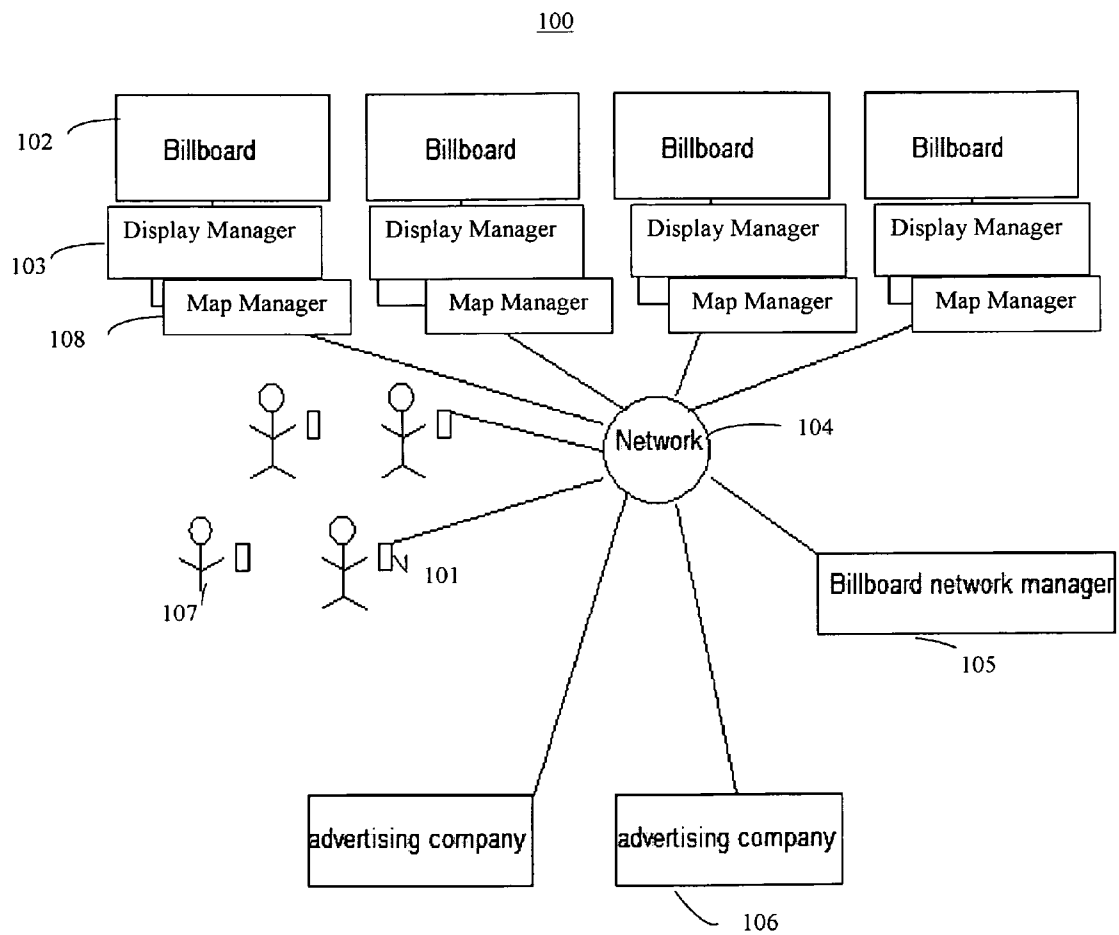 100
102
Billboard
Billboard
Billboard
Billboard
103
Display Manager
Display Manager
Display Manager
Display Manager
108
Map Manager
Map Manager
Map Manager
Map Manager
Network
104
107
101
Billboard network manager
105
advertising company
advertising company
106